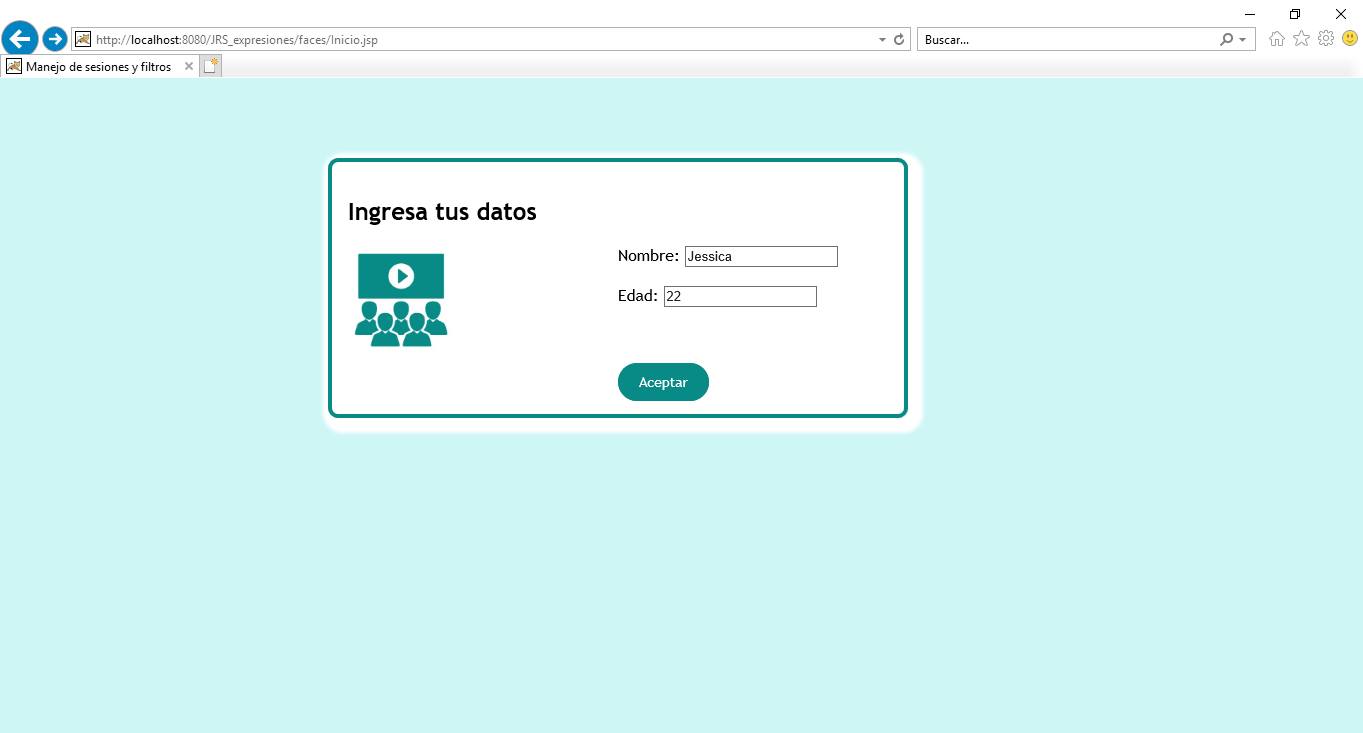 http://localhost:8080/JRS_expresiones/faces/Inicio.jsp
Buscar...
Manejo de sesiones y filtros
Ingresa tus datos
Nombre: Jessica
Edad: 22
Aceptar